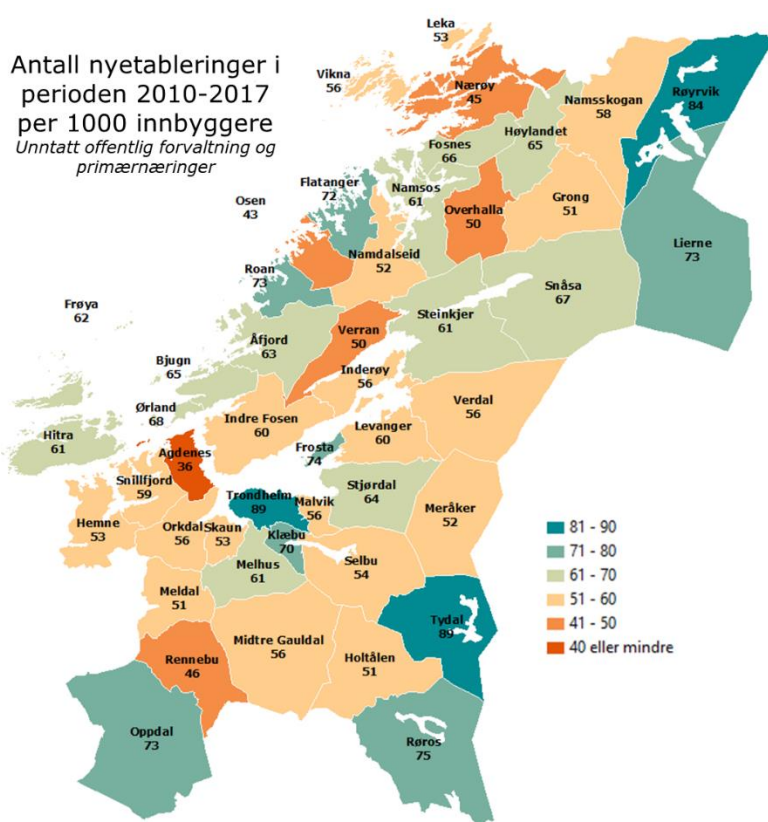 Antall nyetableringer i
perioden 2010-2017
per 1000 innbyggere
Unntatt offentlig forvaltning og
primærnæringer
Leka
53
Vikna
56
Nærøy
45
Namsskogan
58
Røyrvik
84
Høylandet
65
Fosnes
66
Flatanger
72
Namsos
61
Osen
43
Overhalla
50
Grong
51
Lierne
73
Namdalseid
52
Roan
73
Snåsa
67
Frøya
62
Steinkjer
61
Åfjord
63
Verran
50
Bjugn
65
Inderøy
56
Verdal
56
Ørland
68
Indre Fosen
60
Levanger
60
Hitra
61
Frosta
74
Agdenes
36
Snillfjord
59
Stjørdal
64
Trondheim
89
Malvik
56
Meråker
52
Hemne
53
Orkdal
56
Skaun
53
Klæbu
70
Melhus
61
Selbu
54
Meldal
51
Tydal
89
Midtre Gauldal
56
Holtålen
51
Rennebu
46
Oppdal
73
Røros
75
81 - 90
71 - 80
61 - 70
51 - 60
41 - 50
40 eller mindre